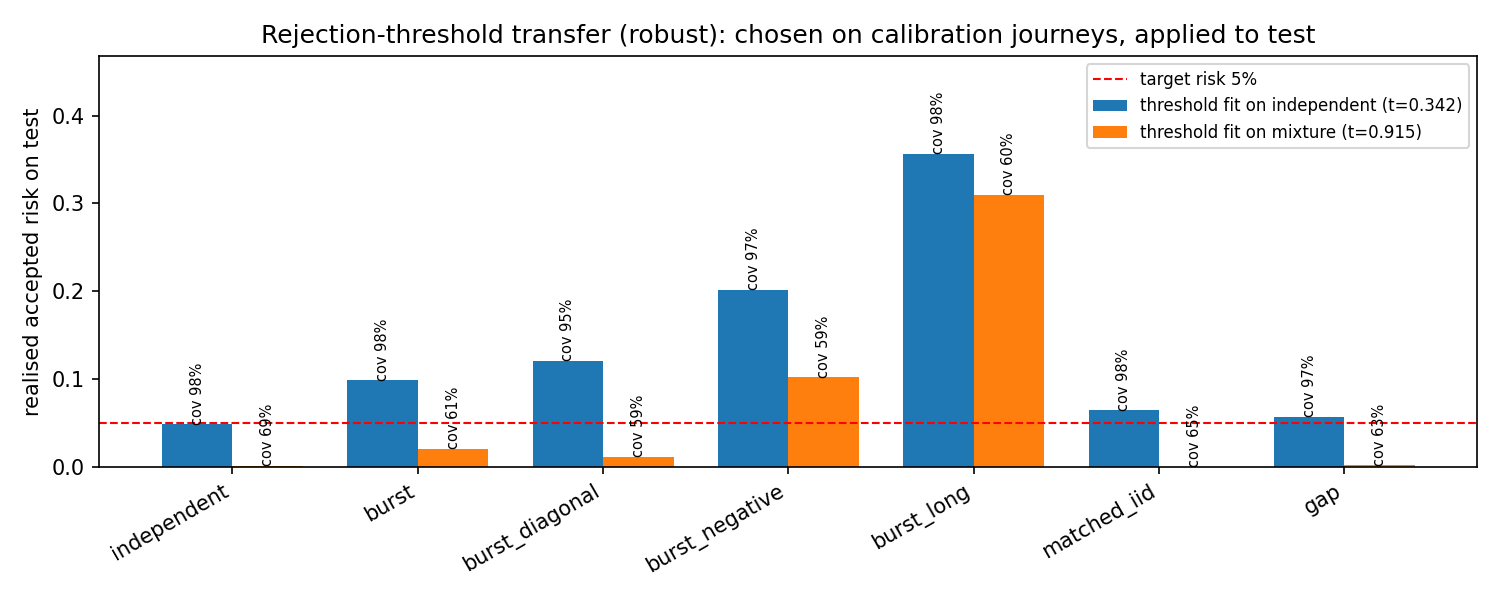 Rejection-threshold transfer (robust): chosen on calibration journeys, applied to test
target risk 5%
threshold fit on independent (t=0.342)
threshold fit on mixture (t=0.915)
realised accepted risk on test
0.4
0.3
0.2
0.1
0.0
cov 98%
cov 69%
cov 98%
cov 61%
cov 95%
cov 59%
cov 97%
cov 59%
cov 98%
cov 60%
cov 98%
cov 65%
cov 97%
cov 63%
independent
burst
burst_diagonal
burst_negative
burst_long
matched_iid
gap